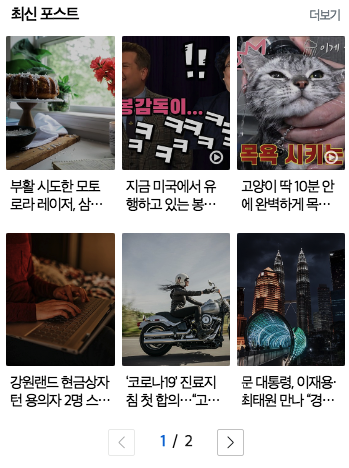 최신 포스트
더보기
!!
이게
봉감독이...
ㅋㅋㅋㅋ
ㅋㅋㅋㅋ
목욕 시키는
부활 시도한 모토
로라 레이저, 삼…
지금 미국에서 유
행하고 있는 봉…
고양이 딱 10분 안
에 완벽하게 목…
강원랜드 현금상자
턴 용의자 2명 스…
'코로나19' 진료지
침 첫 합의…“고…
문 대통령, 이재용·
최태원 만나 “경…
1 / 2